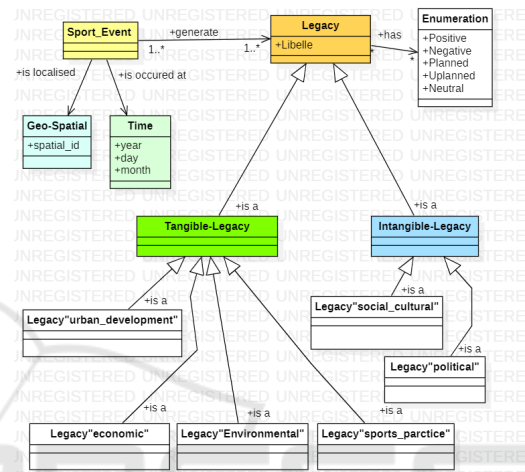 Sport_Event
+generate
1..*
1..*
Legacy
+Libelle
+has
*
*
Enumeration
+Positive
+Negative
+Planned
+Uplanned
+Neutral
+is localised
+is occured at
Geo-Spatial
+spatial_id
Time
+year
+day
+month
+is a
+is a
Tangible-Legacy
Intangible-Legacy
+is a
+is a
Legacy"urban_development"
Legacy"social_cultural"
+is a
Legacy"political"
+is a
+is a
+is a
Legacy"economic"
Legacy"Environmental"
Legacy"sports_parctice"